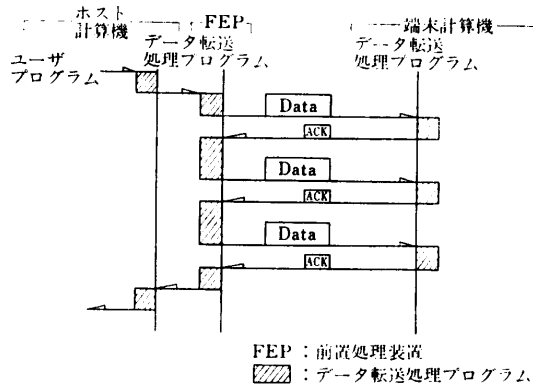 ホスト
計算機
FEP
端末計算機
データ転送
処理プログラム
データ転送
処理プログラム
ユーザ
プログラム
Data
ACK
Data
ACK
Data
ACK
FEP：前置処理装置
：データ転送処理プログラム